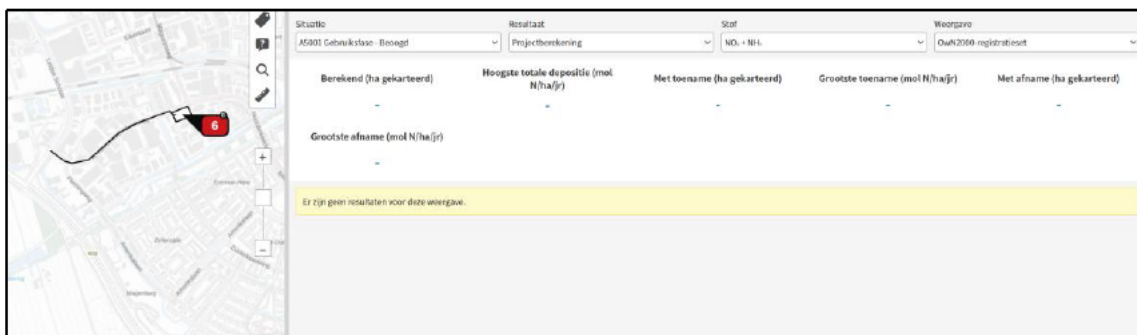 Situatie
Resultaat
Stof
Weergave
A5001 Gebruiksfase - Beoogd
Projectberekening
NOₓ + NH₃
OwN2000-registratieset
Berekend (ha gekarteerd)
Hoogste totale depositie (mol
N/ha/jr)
Met toename (ha gekarteerd)
Grootste toename (mol N/ha/jr)
Met afname (ha gekarteerd)
-
-
-
-
-
Grootste afname (mol N/ha/jr)
-
Er zijn geen resultaten voor deze weergave.
6
+
−